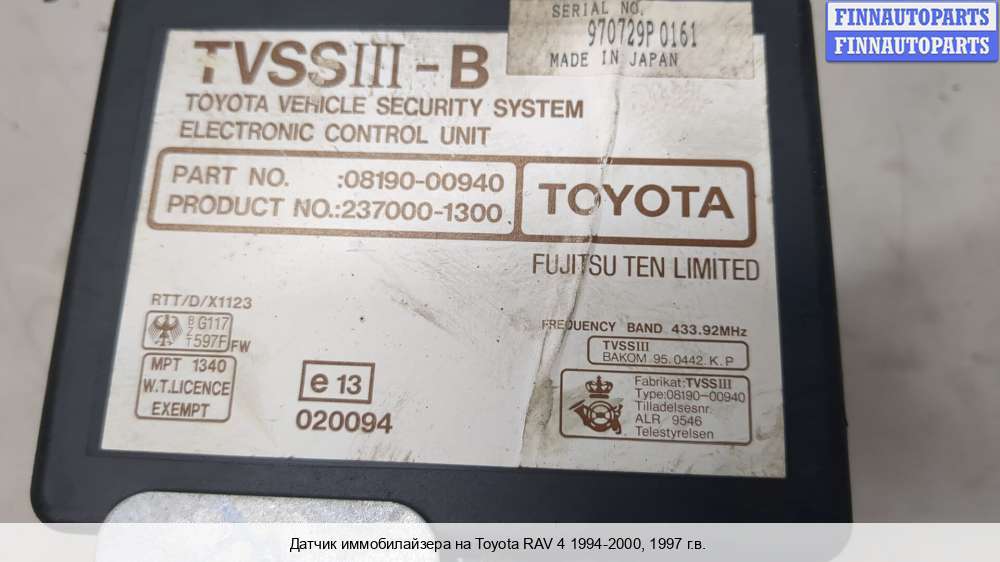 FINNAUTOPARTS
FINNAUTOPARTS
SERIAL NO.
970729P 0161
MADE IN JAPAN
TVSSIII-B
TOYOTA VEHICLE SECURITY SYSTEM
ELECTRONIC CONTROL UNIT
PART NO. :08190-00940
PRODUCT NO.:237000-1300
TOYOTA
FUJITSU TEN LIMITED
RTT/D/X1123
BZT G117
597F FW
MPT 1340
W.T.LICENCE
EXEMPT
e 13
020094
FREQUENCY BAND 433.92MHz
TVSSIII
BAKOM 95.0442.K.P
Fabrikat:TVSSIII
Type:08190-00940
Tilladelsesnr.
ALR 9546
Telestyrelsen
Датчик иммобилайзера на Toyota RAV 4 1994-2000, 1997 г.в.